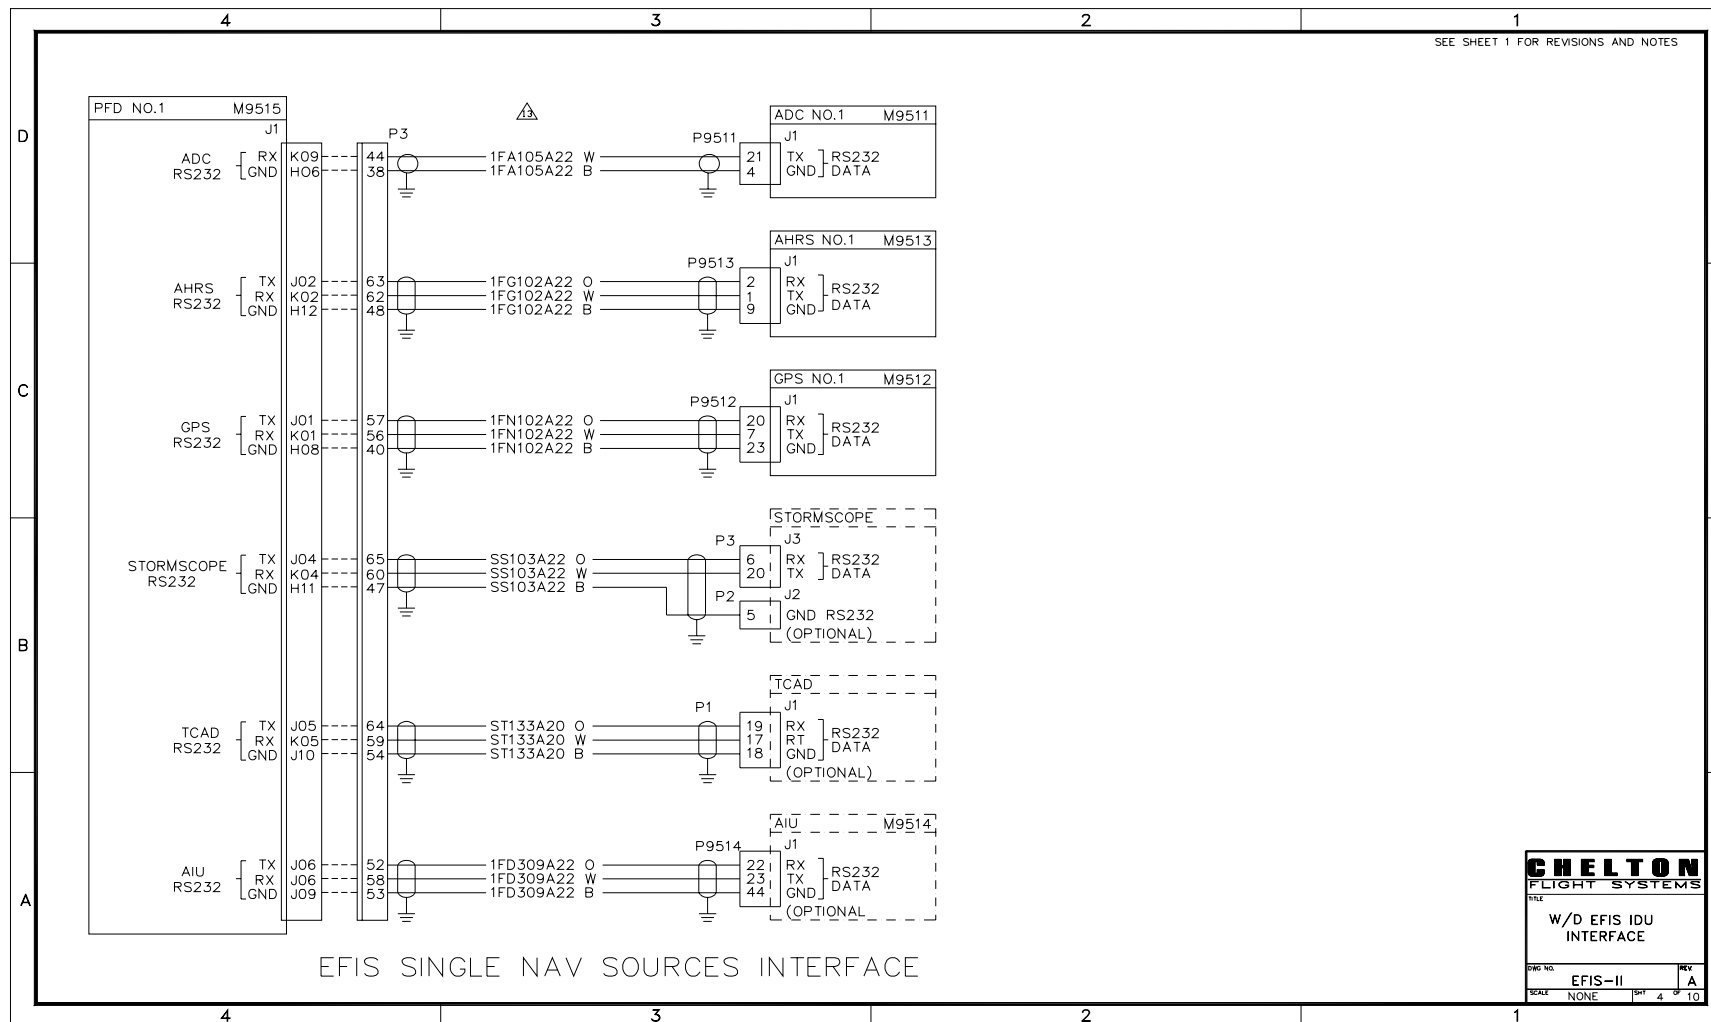 4 3 2 1
SEE SHEET 1 FOR REVISIONS AND NOTES
D
C
B
A
PFD NO.1 M9515
J1
P3
13
ADC
RS232
RX K09 44 1FA105A22 W
GND HO6 38 1FA105A22 B
P9511
ADC NO.1 M9511
J1
21 TX
4 GND
RS232
DATA
AHRS
RS232
TX J02 63 1FG102A22 O
RX K02 62 1FG102A22 W
GND H12 48 1FG102A22 B
P9513
AHRS NO.1 M9513
J1
2 RX
1 TX
9 GND
RS232
DATA
GPS
RS232
TX J01 57 1FN102A22 O
RX K01 56 1FN102A22 W
GND H08 40 1FN102A22 B
P9512
GPS NO.1 M9512
J1
20 RX
7 TX
23 GND
RS232
DATA
STORMSCOPE
RS232
TX J04 65 SS103A22 O
RX K04 60 SS103A22 W
GND H11 47 SS103A22 B
STORMSCOPE
P3 J3
6 RX
20 TX
RS232
DATA
P2 J2
5 GND RS232
(OPTIONAL)
TCAD
RS232
TX J05 64 ST133A20 O
RX K05 59 ST133A20 W
GND J10 54 ST133A20 B
TCAD
P1 J1
19 RX
17 RT
18 GND
RS232
DATA
(OPTIONAL)
AIU
RS232
TX J06 52 1FD309A22 O
RX J06 58 1FD309A22 W
GND J09 53 1FD309A22 B
AIU M9514
P9514 J1
22 RX
23 TX
44 GND
RS232
DATA
(OPTIONAL
EFIS SINGLE NAV SOURCES INTERFACE
CHELTON
FLIGHT SYSTEMS
TITLE
W/D EFIS IDU
INTERFACE
DWG NO. EFIS-II REV. A
SCALE NONE SHT 4 OF 10
4 3 2 1